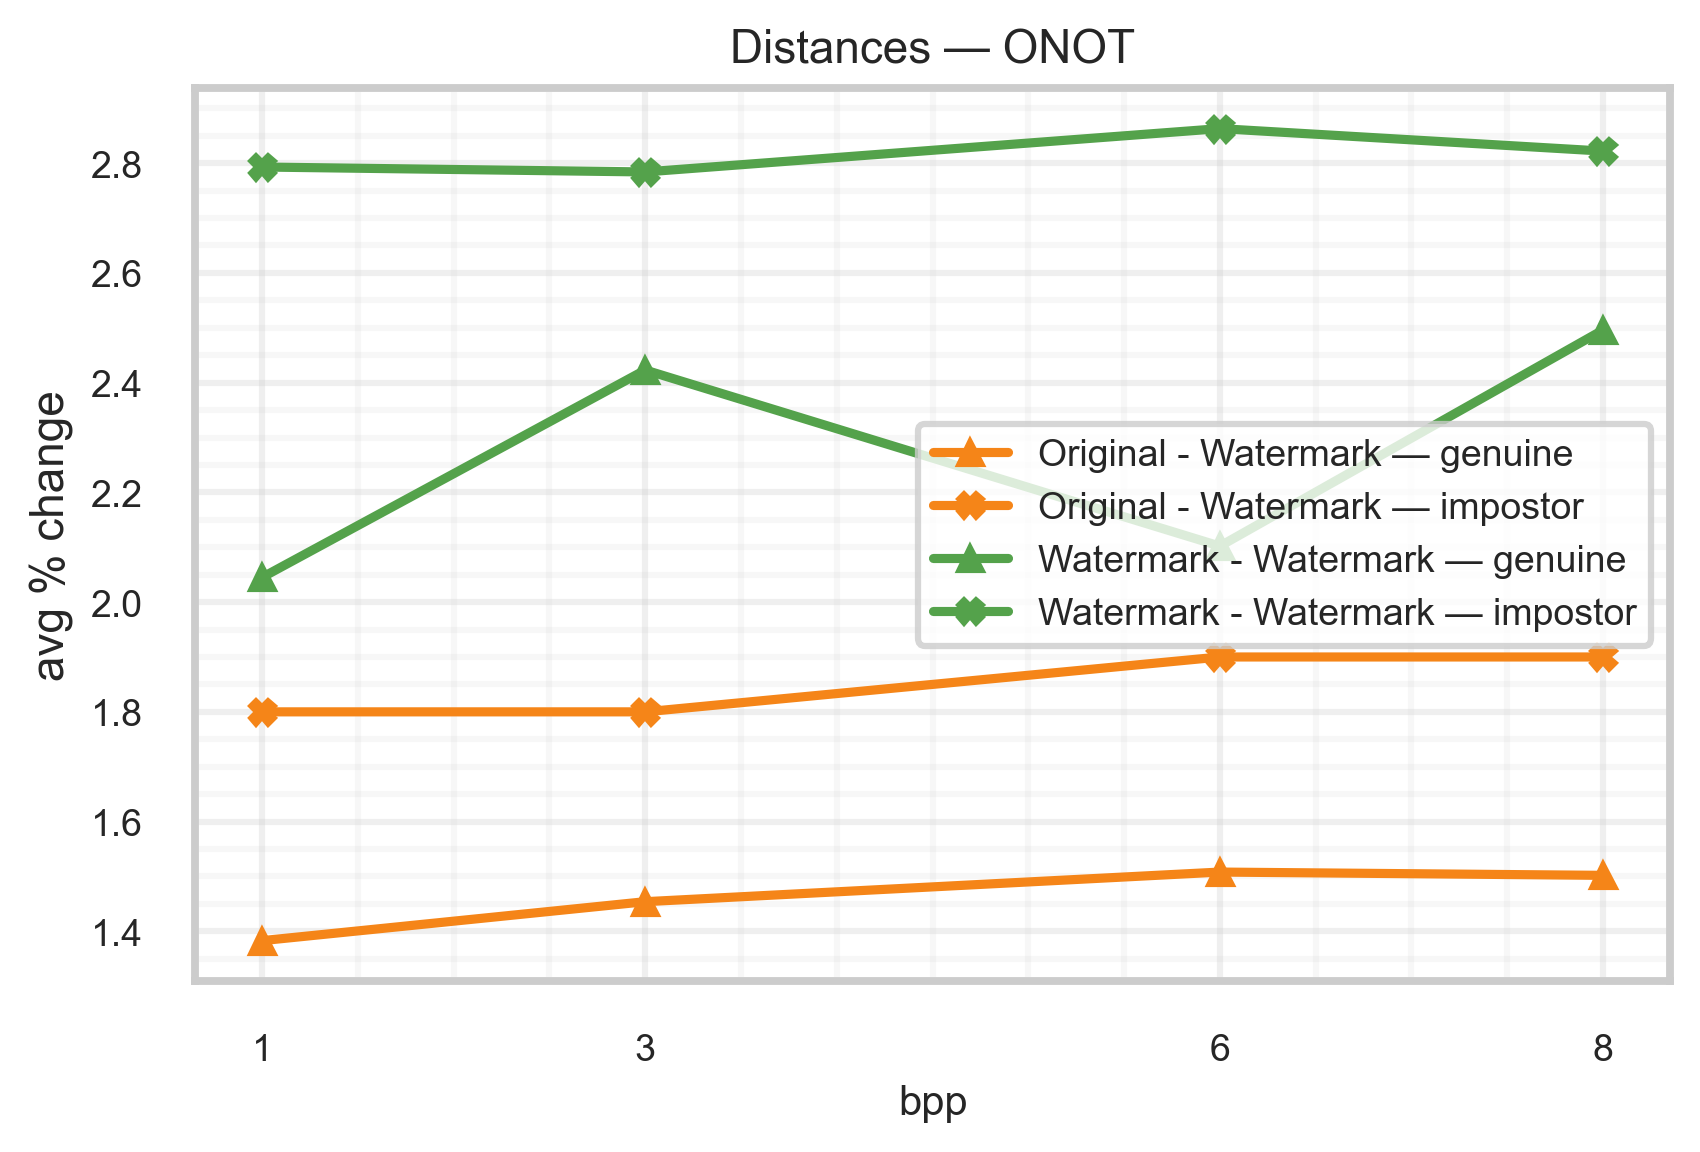 Distances — ONOT
avg % change
2.8
2.6
2.4
2.2
2.0
1.8
1.6
1.4
Original - Watermark — genuine
Original - Watermark — impostor
Watermark - Watermark — genuine
Watermark - Watermark — impostor
1 3 6 8
bpp